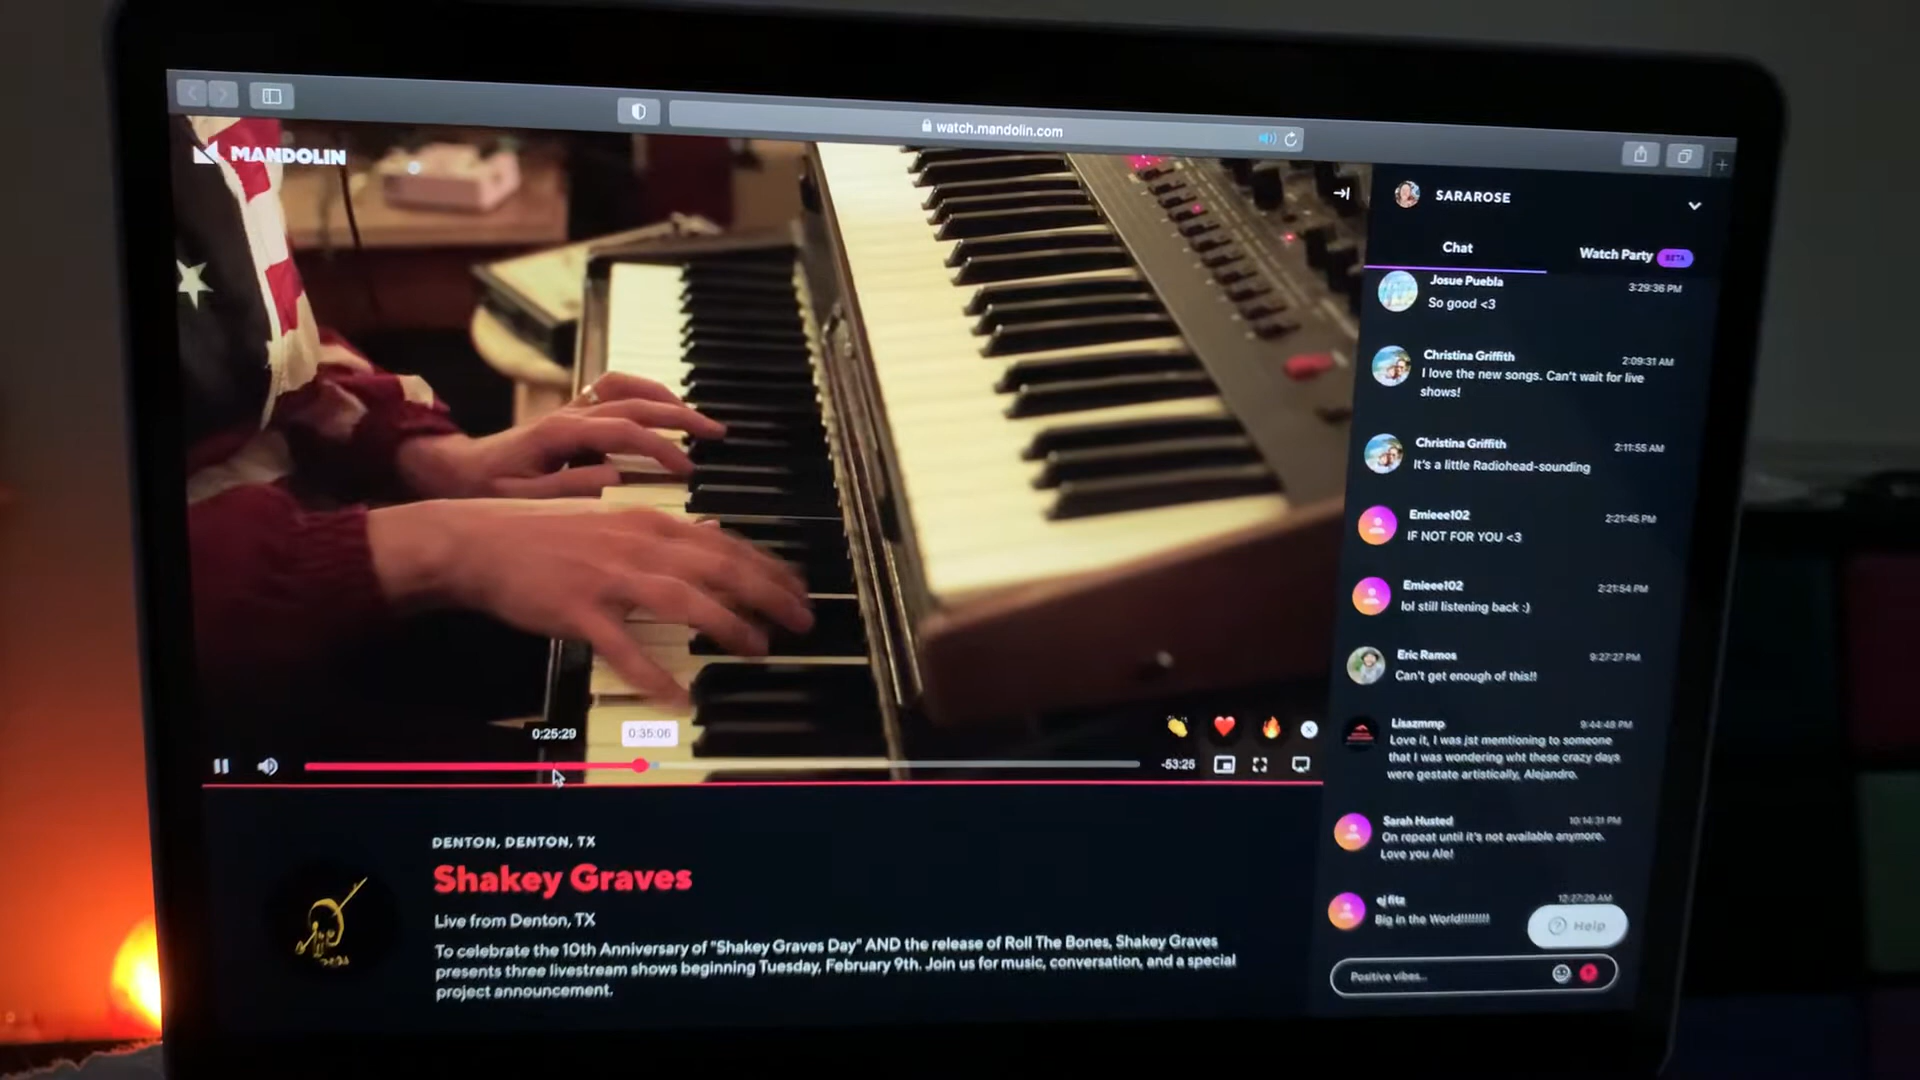 watch.mandolin.com
MANDOLIN
SARAROSE
Chat
Watch Party BETA
Josue Puebla 3:29:36 PM
So good <3
Christina Griffith 2:09:31 AM
I love the new songs. Can't wait for live
shows!
Christina Griffith 2:11:55 AM
It's a little Radiohead-sounding
Emieee102 2:21:45 PM
IF NOT FOR YOU <3
Emieee102 2:21:54 PM
lol still listening back :)
Eric Ramos 9:27:27 PM
Can't get enough of this!!
Lisazmmp 9:44:48 PM
Love it, I was jst memtioning to someone
that I was wondering wht these crazy days
were gestate artistically, Alejandro.
Sarah Husted 10:14:31 PM
On repeat until it's not available anymore.
Love you Ale!
ej fitz 12:27:29 AM
Big in the World!!!!!!!!!
Help
Positive vibes...
0:25:29
0:35:06
-53:25
DENTON, DENTON, TX
Shakey Graves
Live from Denton, TX
To celebrate the 10th Anniversary of "Shakey Graves Day" AND the release of Roll The Bones, Shakey Graves
presents three livestream shows beginning Tuesday, February 9th. Join us for music, conversation, and a special
project announcement.